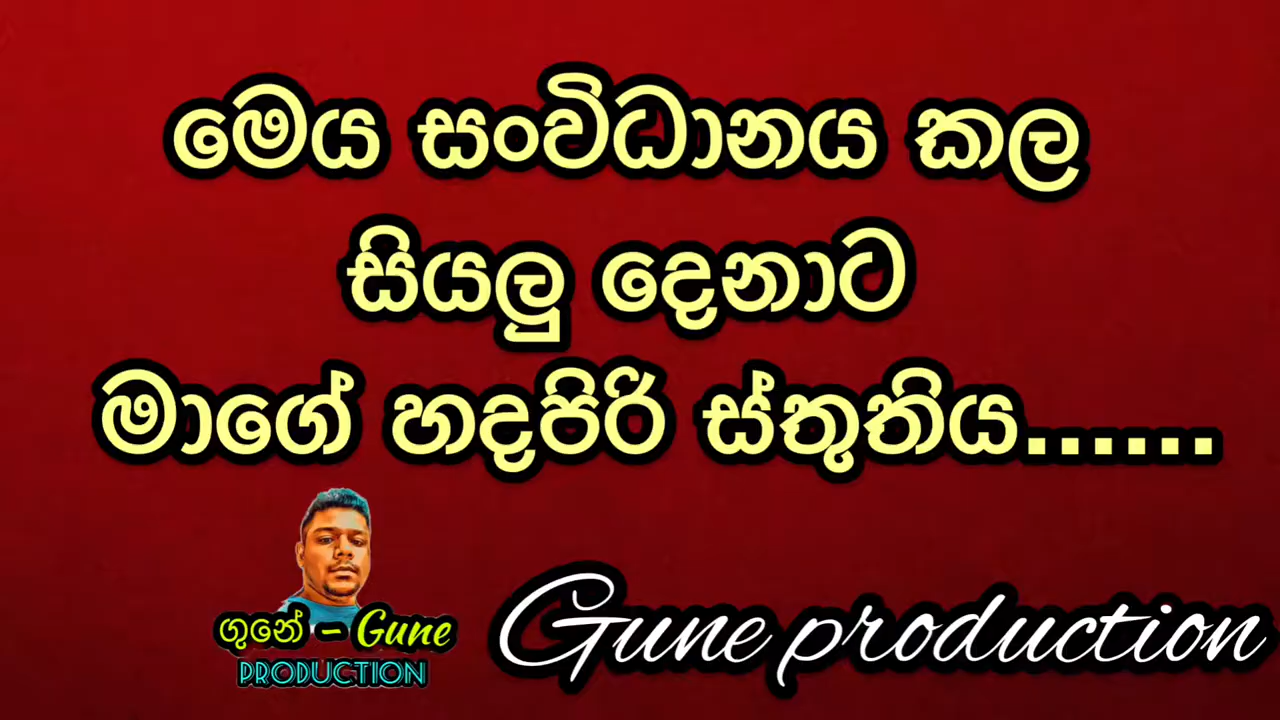 මෙය සංවිධානය කල
සියලු දෙනාට
මාගේ හදපිරි ස්තුතිය......
ගුනේ - Gune
PRODUCTION
Gune production